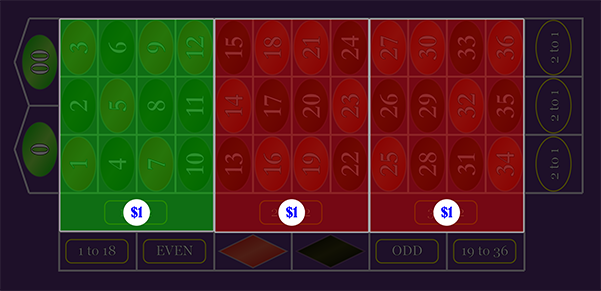 00 3 6 9 12 15 18 21 24 27 30 33 36 2 to 1
2 5 8 11 14 17 20 23 26 29 32 35 2 to 1
0 1 4 7 10 13 16 19 22 25 28 31 34 2 to 1
$1 $1 $1
1 to 18 EVEN ODD 19 to 36